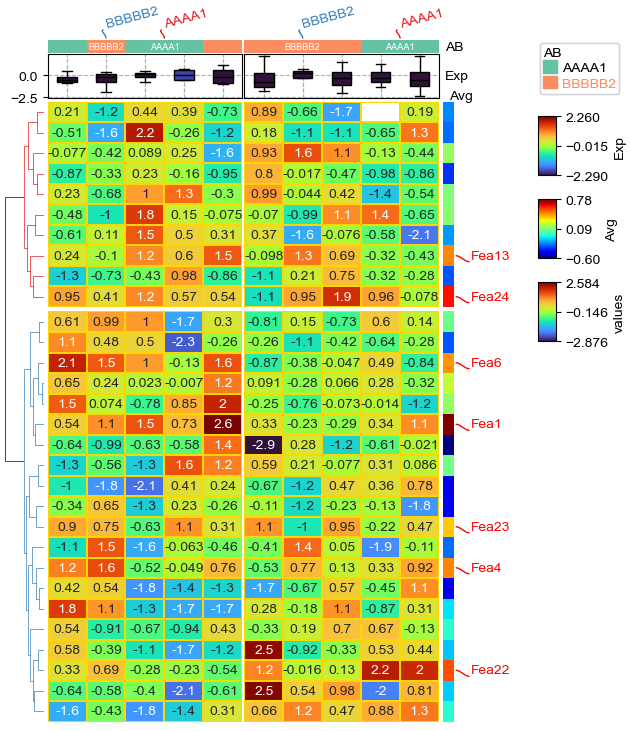 BBBBB2 AAAA1 BBBBB2 AAAA1
BBBBB2 AAAA1 BBBBB2 AAAA1 AB
0.0 Exp
−2.5 Avg
0.21 -1.2 0.44 0.39 -0.73 0.89 -0.66 -1.7 0.19
-0.51 -1.6 2.2 -0.26 -1.2 0.18 -1.1 -1.1 -0.65 1.3
-0.077 -0.42 0.089 0.25 -1.6 0.93 1.6 1.1 -0.13 -0.44
-0.87 -0.33 0.23 -0.16 -0.95 0.8 -0.017 -0.47 -0.98 -0.86
0.23 -0.68 1 1.3 -0.3 0.99 -0.044 0.42 -1.4 -0.54
-0.48 -1 1.8 0.15 -0.075 -0.07 -0.99 1.1 1.4 -0.65
-0.61 0.11 1.5 0.5 0.31 0.37 -1.6 -0.076 -0.58 -2.1
0.24 -0.1 1.2 0.6 1.5 -0.098 1.3 0.69 -0.32 -0.43 Fea13
-1.3 -0.73 -0.43 0.98 -0.86 -1.1 0.21 0.75 -0.32 -0.28
0.95 0.41 1.2 0.57 0.54 -1.1 0.95 1.9 0.96 -0.078 Fea24
0.61 0.99 1 -1.7 0.3 -0.81 0.15 -0.73 0.6 0.14
1.1 0.48 0.5 -2.3 -0.26 -0.26 -1.1 -0.42 -0.64 -0.28
2.1 1.5 1 -0.13 1.6 -0.87 -0.38 -0.047 0.49 -0.84 Fea6
0.65 0.24 0.023 -0.007 1.2 0.091 -0.28 0.066 0.28 -0.32
1.5 0.074 -0.78 0.85 2 -0.25 -0.76 -0.73 -0.014 -1.2
0.54 1.1 1.5 0.73 2.6 0.33 -0.23 -0.29 0.34 1.1 Fea1
-0.64 -0.99 -0.63 -0.58 1.4 -2.9 0.28 -1.2 -0.61 -0.021
-1.3 -0.56 -1.3 1.6 1.2 0.59 -0.21 -0.077 0.31 0.086
-1 -1.8 -2.1 0.41 0.24 -0.67 -1.2 0.47 0.36 0.78
-0.34 0.65 -1.3 0.23 -0.26 -0.11 -1.2 -0.23 -0.13 -1.8
0.9 0.75 -0.63 1.1 0.31 1.1 -1 0.95 -0.22 0.47 Fea23
-1.1 1.5 -1.6 -0.063 -0.46 -0.41 1.4 0.05 -1.9 -0.11
1.2 1.6 -0.52 -0.049 0.76 -0.53 0.77 0.13 0.33 0.92 Fea4
0.42 0.54 -1.8 -1.4 -1.3 -1.7 -0.67 0.57 -0.45 1.1
1.8 1.1 -1.3 -1.7 -1.7 0.28 -0.18 1.1 -0.87 0.31
0.54 -0.91 -0.67 -0.94 0.43 -0.33 0.19 0.7 0.67 -0.13
0.58 -0.39 -1.1 -1.7 -1.2 2.5 -0.92 -0.33 0.53 0.44
0.33 0.69 -0.28 -0.23 -0.54 1.2 -0.016 0.13 2.2 2 Fea22
-0.64 -0.58 -0.4 -2.1 -0.61 2.5 0.54 0.98 -2 0.81
-1.6 -0.43 -1.8 -1.4 0.31 0.66 1.2 0.47 0.88 1.3
AB
AAAA1
BBBBB2
2.260
−0.015
−2.290
Exp
0.78
0.09
−0.60
Avg
2.584
−0.146
−2.876
values